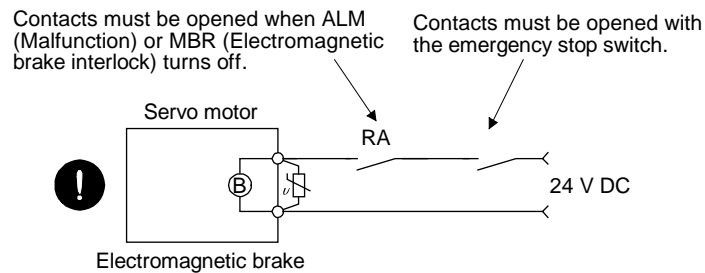 Contacts must be opened when ALM
(Malfunction) or MBR (Electromagnetic
brake interlock) turns off.
Contacts must be opened with
the emergency stop switch.
Servo motor
RA
B
υ
24 V DC
Electromagnetic brake